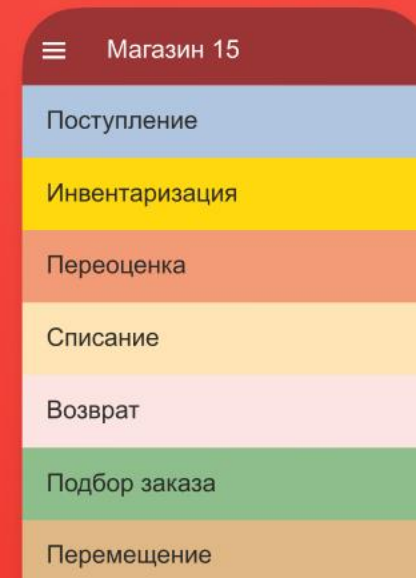 Магазин 15
Поступление
Инвентаризация
Переоценка
Списание
Возврат
Подбор заказа
Перемещение